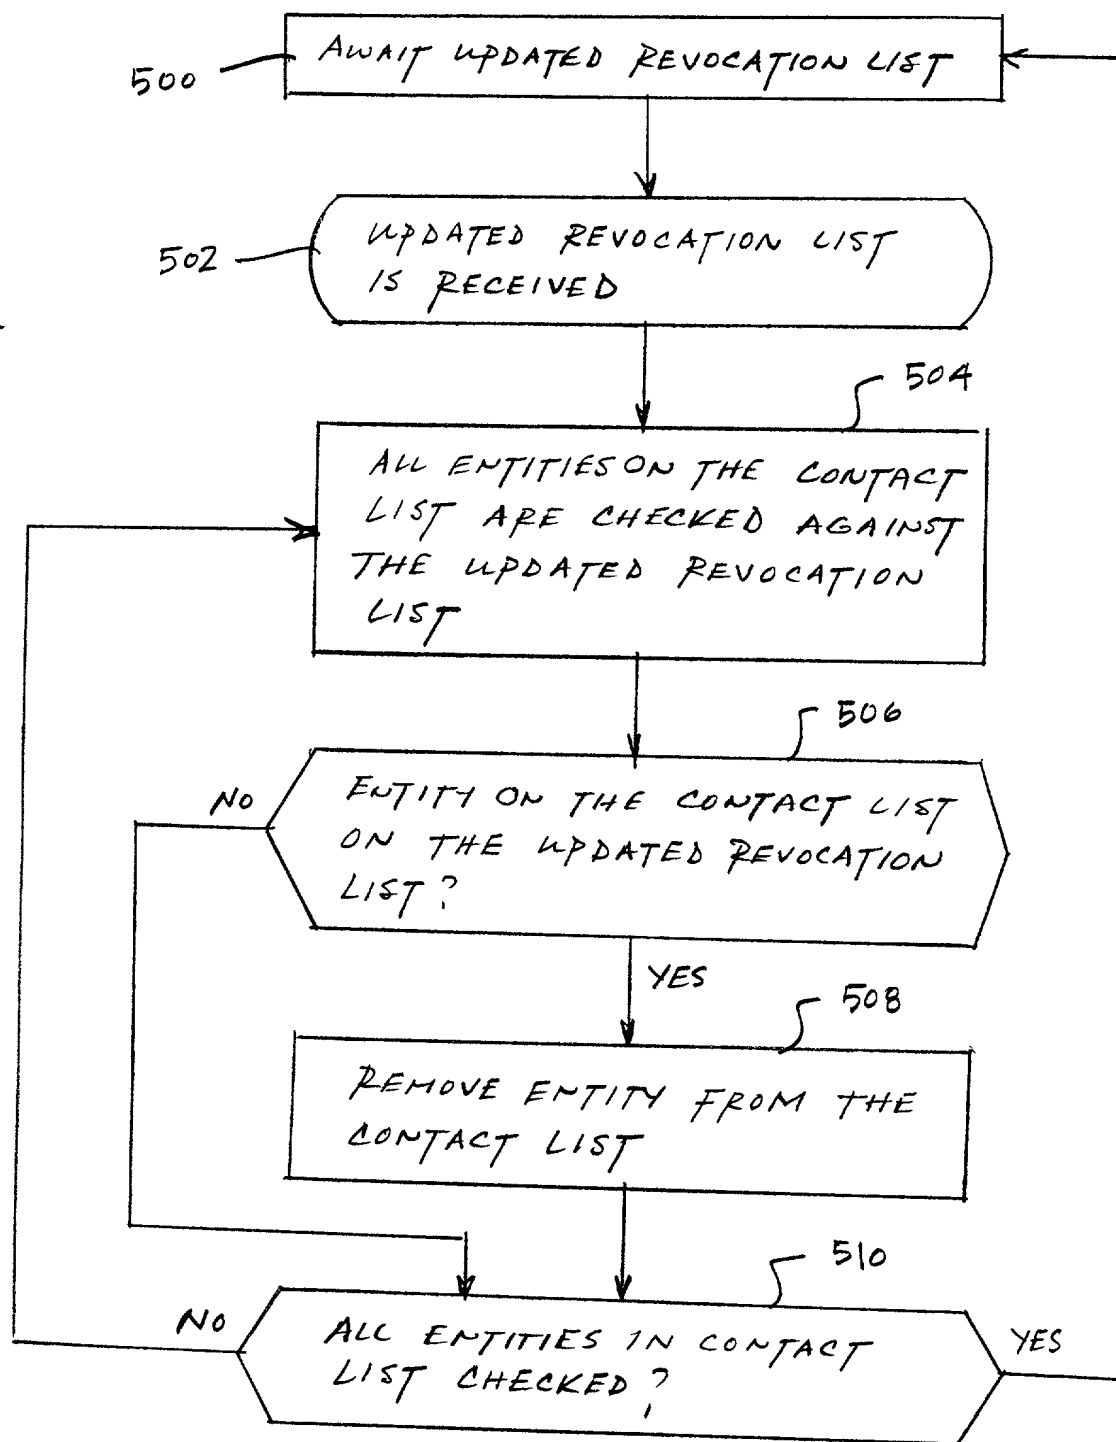 500
AWAIT UPDATED REVOCATION LIST
502
UPDATED REVOCATION LIST
IS RECEIVED
504
ALL ENTITIES ON THE CONTACT
LIST ARE CHECKED AGAINST
THE UPDATED REVOCATION
LIST
506
NO
ENTITY ON THE CONTACT LIST
ON THE UPDATED REVOCATION
LIST?
YES
508
REMOVE ENTITY FROM THE
CONTACT LIST
510
NO
ALL ENTITIES IN CONTACT
LIST CHECKED?
YES